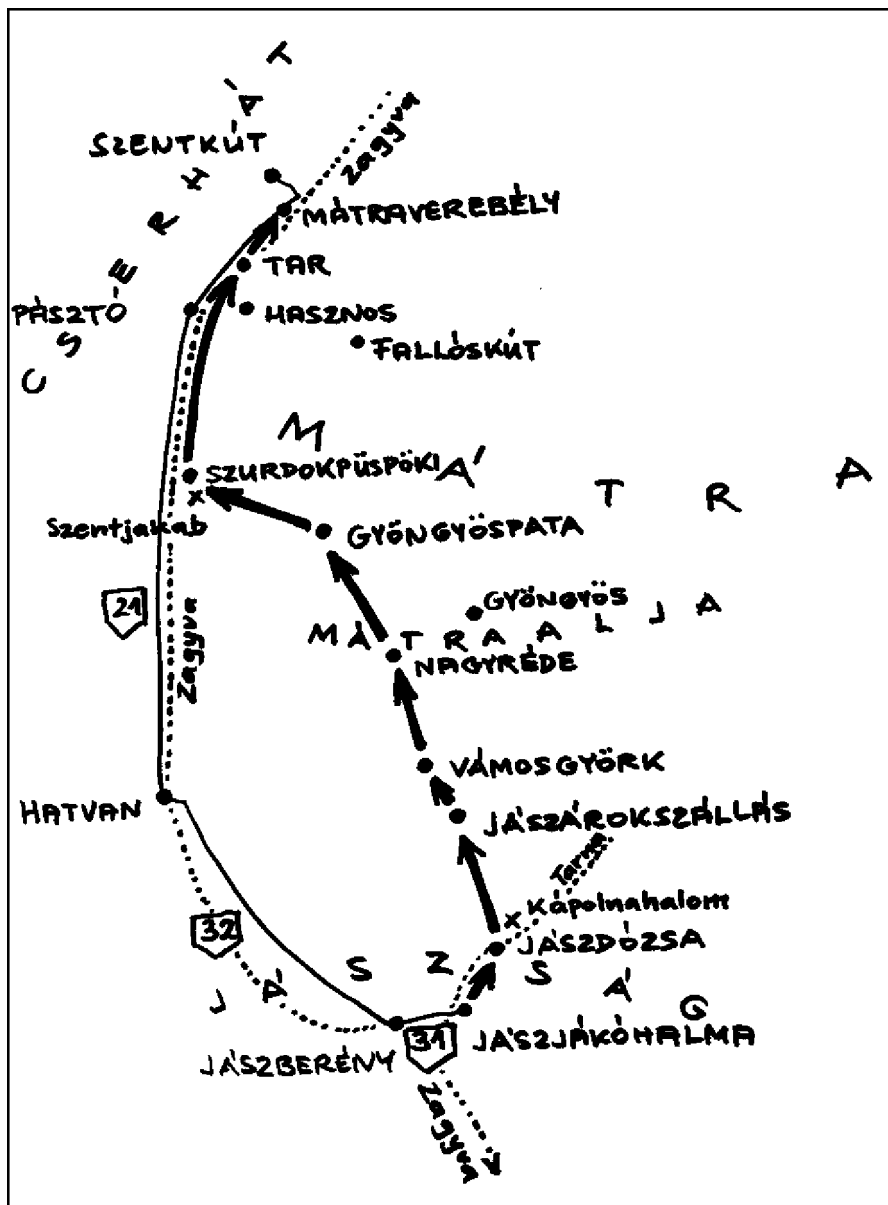 CSERHÁT
Zagyva
SZENTKÚT
MÁTRAVEREBÉLY
TAR
PÁSZTÓ
HASZNOS
FALLÓSKÚT
MÁTRA
SZURDOKPÜSPÖKI
Szentjakab
GYÖNGYÖSPATA
21
Zagyva
GYÖNGYÖS
MÁTRAALJA
NAGYRÉDE
VÁMOSGYÖRK
HATVAN
JÁSZÁROKSZÁLLÁS
Tarna
Kápolnahalom
32
JÁSZDÓZSA
JÁSZSÁG
31
JÁSZJÁKÓHALMA
JÁSZBERÉNY
Zagyva